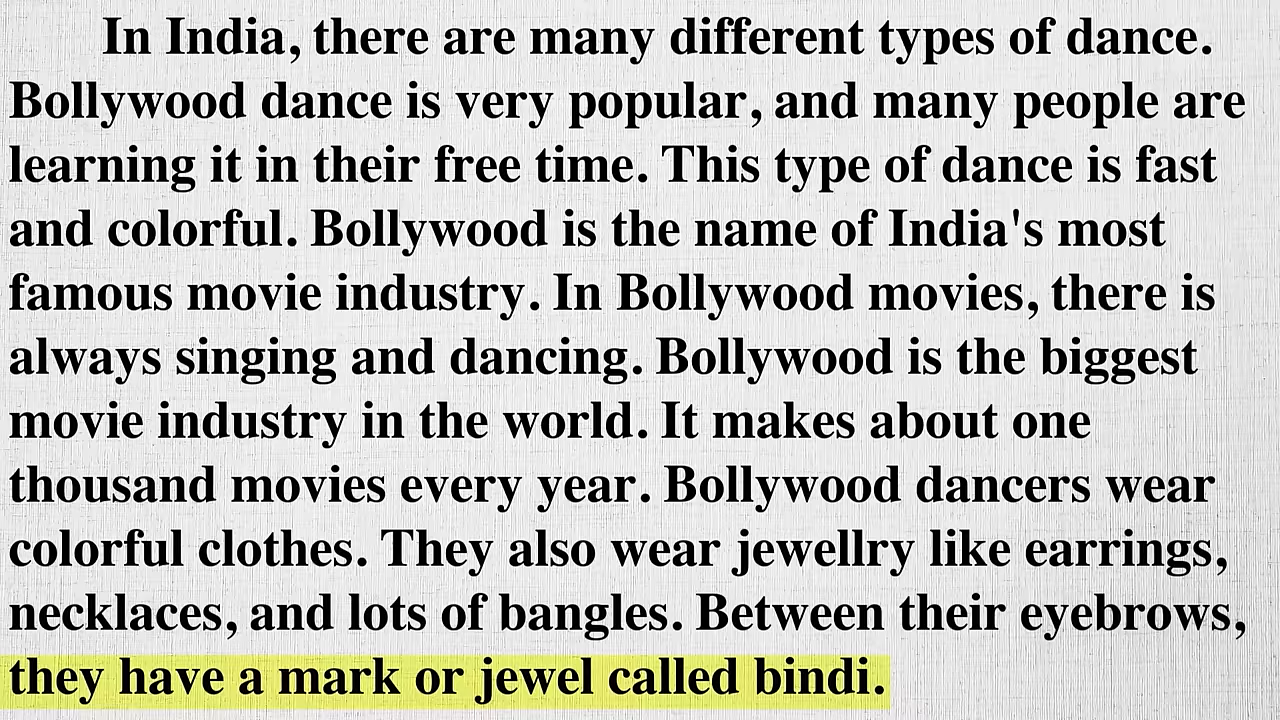 In India, there are many different types of dance.
Bollywood dance is very popular, and many people are
learning it in their free time. This type of dance is fast
and colorful. Bollywood is the name of India's most
famous movie industry. In Bollywood movies, there is
always singing and dancing. Bollywood is the biggest
movie industry in the world. It makes about one
thousand movies every year. Bollywood dancers wear
colorful clothes. They also wear jewellry like earrings,
necklaces, and lots of bangles. Between their eyebrows,
they have a mark or jewel called bindi.